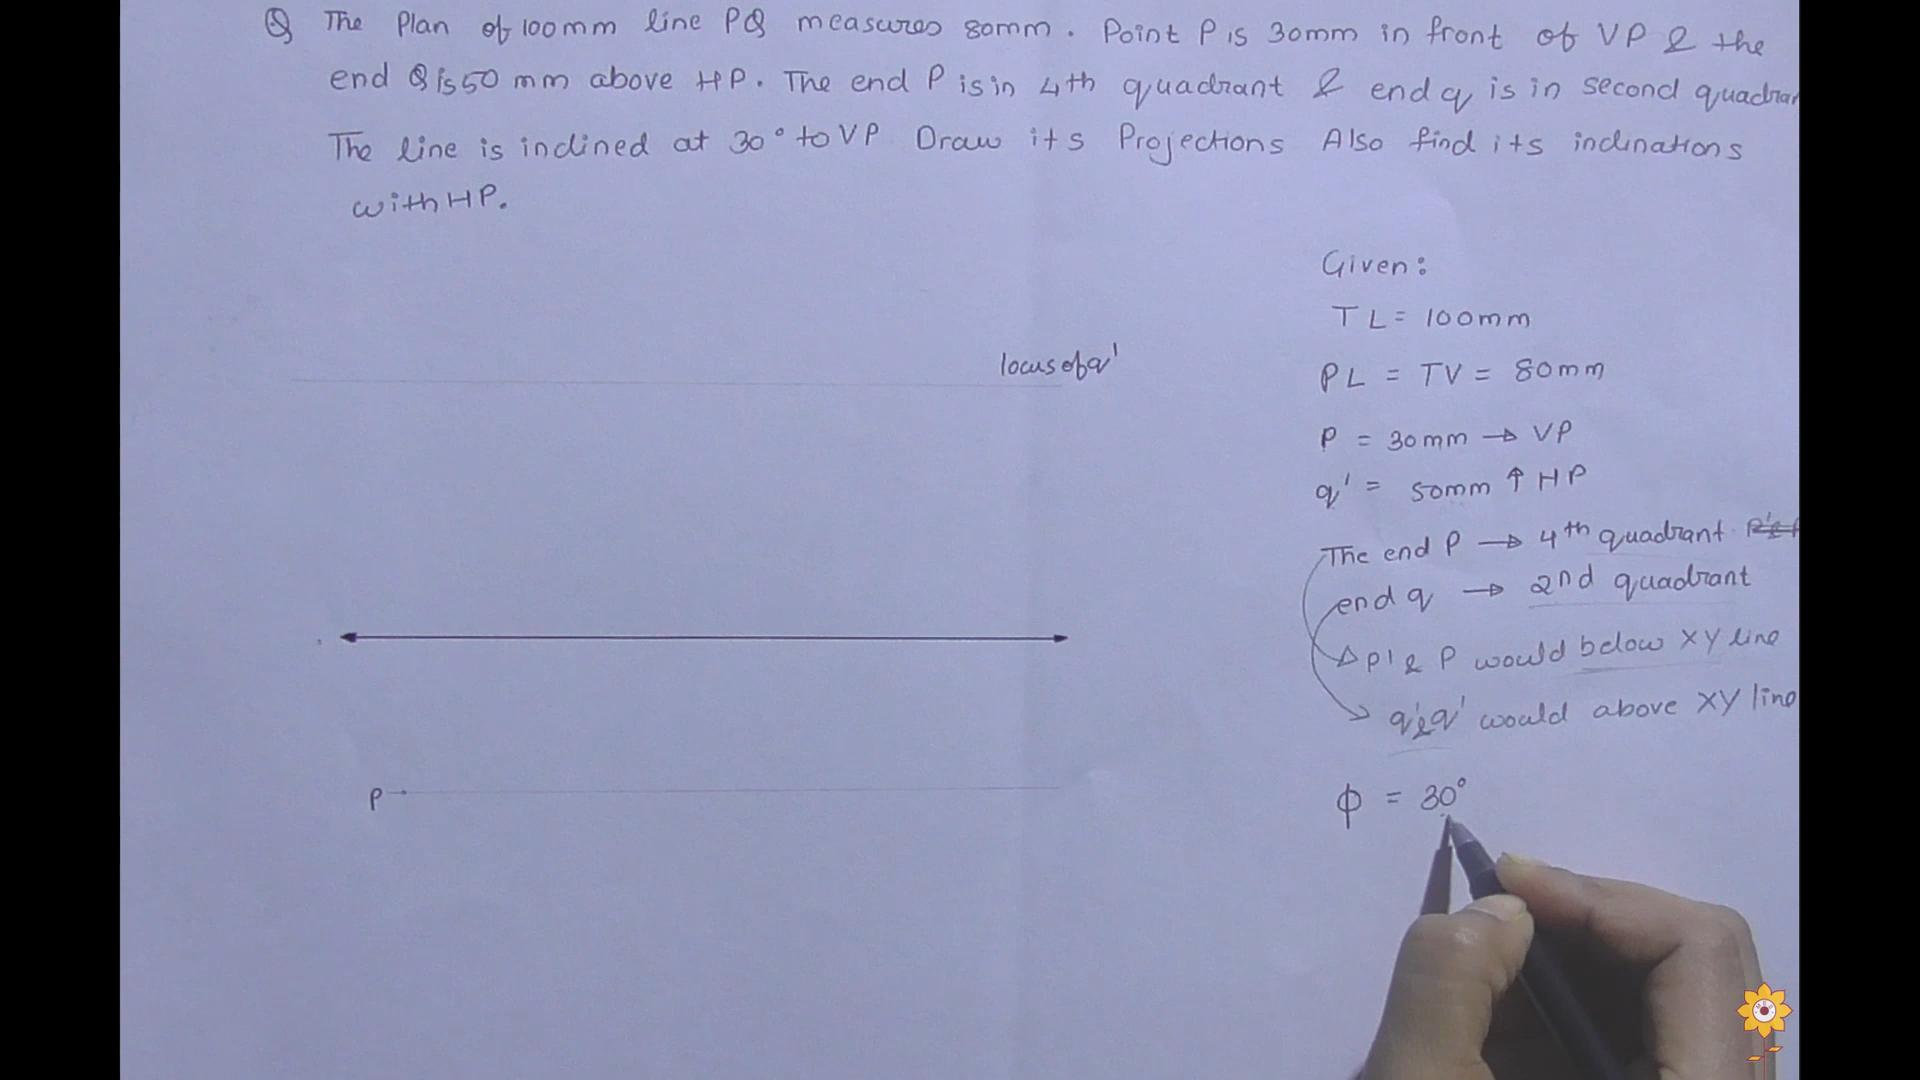 Q The Plan of 100mm line PQ measures 80mm. Point P is 30mm in front of VP & the
end Q is 50 mm above HP. The end P is in 4th quadrant & end q is in second quadran
The line is inclined at 30° to VP Draw its Projections Also find its inclinations
with HP.
Given:
TL = 100mm
locus of q'
PL = TV = 80mm
P = 30mm → VP
q' = 50mm ↑ HP
The end P → 4th quadrant
end q → 2nd quadrant
p' & P would below XY line
q' & q' would above XY line
P
ϕ = 30°